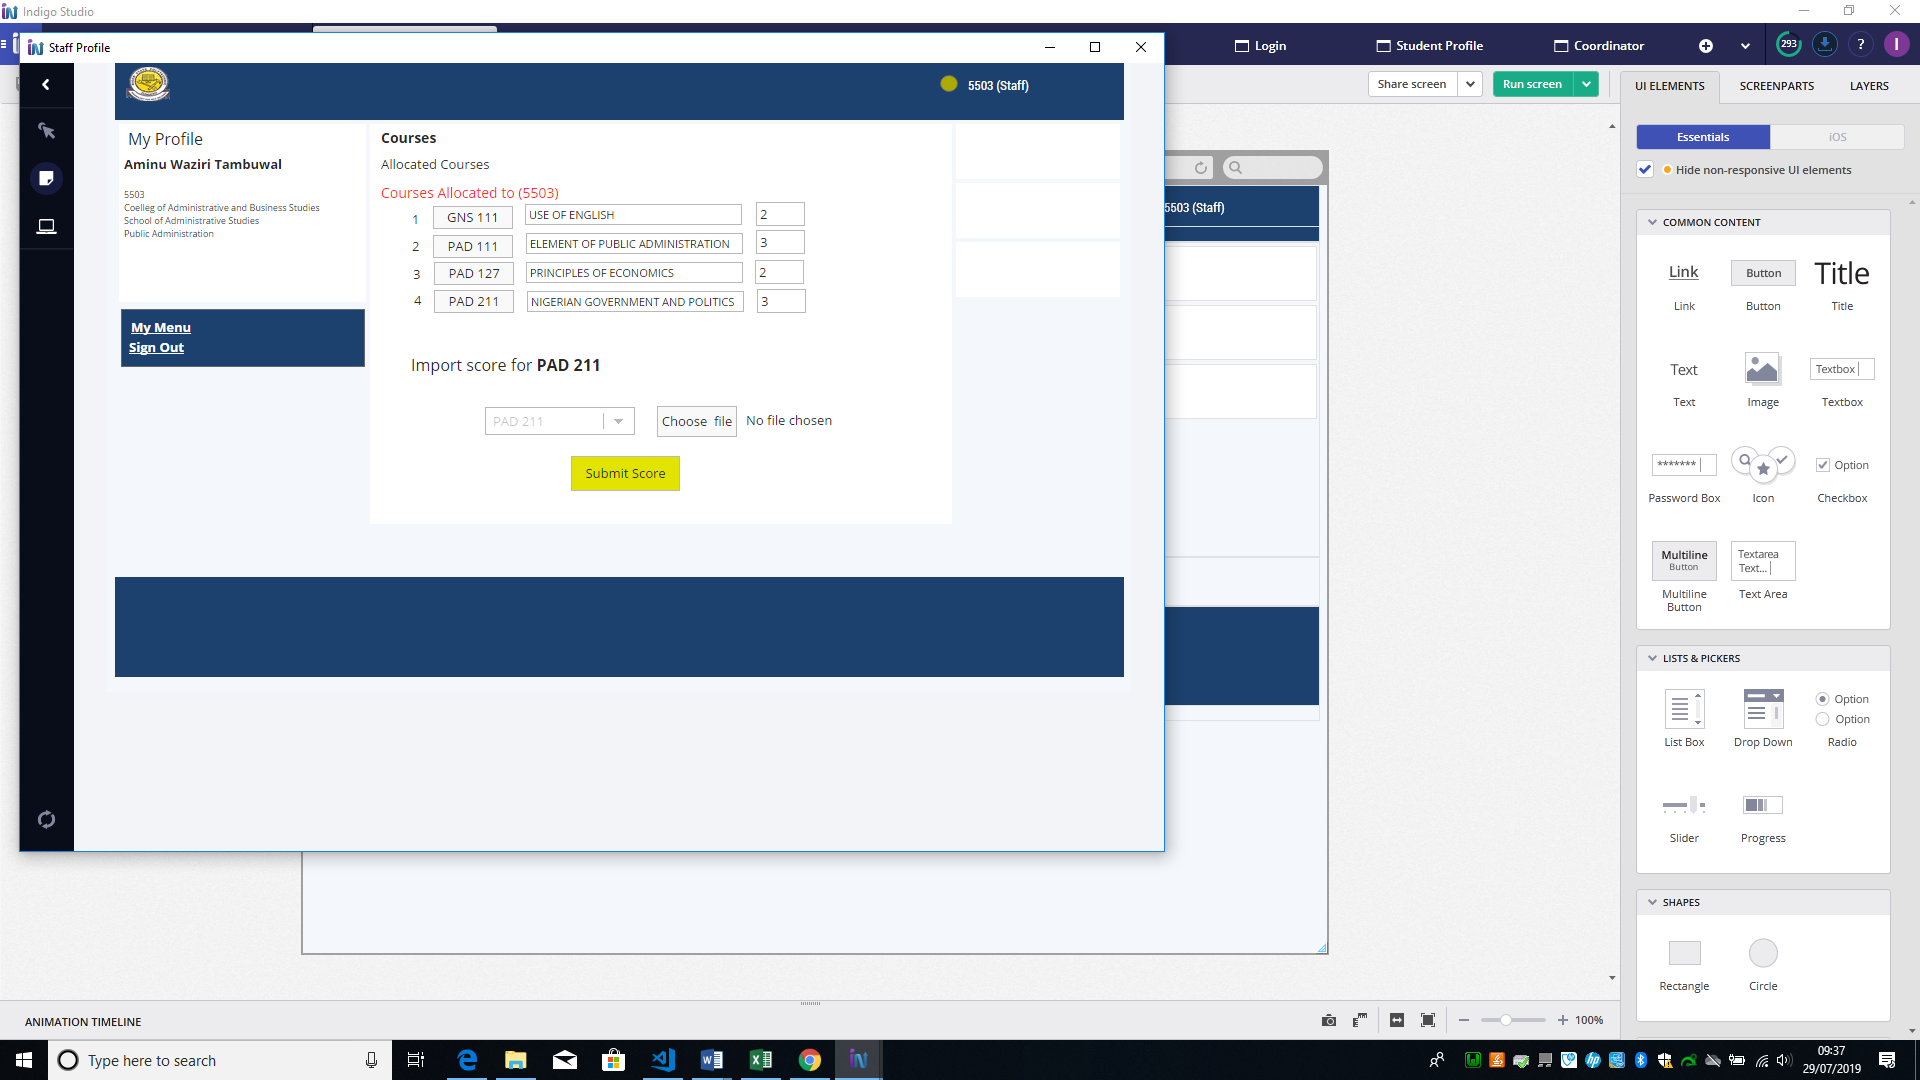 Indigo Studio
Staff Profile
Login
Student Profile
Coordinator
293
?
I
5503 (Staff)
Share screen
Run screen
UI ELEMENTS
SCREENPARTS
LAYERS
My Profile
Aminu Waziri Tambuwal
5503
Coelleg of Administrative and Business Studies
School of Administrative Studies
Public Administration
My Menu
Sign Out
Courses
Allocated Courses
Courses Allocated to (5503)
1 GNS 111 USE OF ENGLISH 2
2 PAD 111 ELEMENT OF PUBLIC ADMINISTRATION 3
3 PAD 127 PRINCIPLES OF ECONOMICS 2
4 PAD 211 NIGERIAN GOVERNMENT AND POLITICS 3
Import score for PAD 211
PAD 211
Choose file
No file chosen
Submit Score
5503 (Staff)
Essentials
iOS
Hide non-responsive UI elements
COMMON CONTENT
Link
Button
Title
Link
Button
Title
Text
Textbox
Text
Image
Textbox
*******
Option
Password Box
Icon
Checkbox
Multiline
Button
Textarea
Text...
Multiline
Button
Text Area
LISTS & PICKERS
Option
Option
List Box
Drop Down
Radio
Slider
Progress
SHAPES
Rectangle
Circle
ANIMATION TIMELINE
100%
Type here to search
09:37
29/07/2019